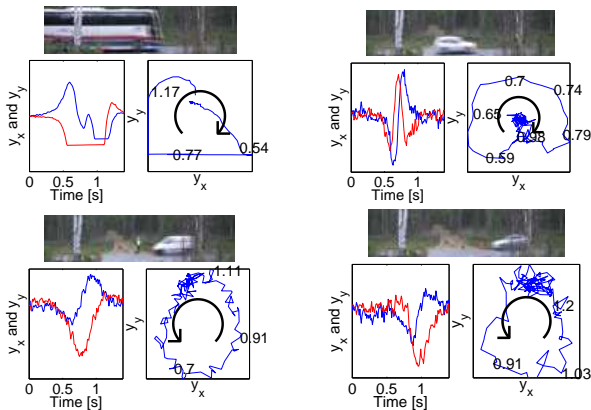 y_x and y_y
0 0.5 1
Time [s]
y_y
1.17
0.77
0.54
y_x
y_x and y_y
0 0.5 1
Time [s]
y_y
0.7
0.74
0.65
0.98
0.79
0.59
y_x
y_x and y_y
0 0.5 1
Time [s]
y_y
1.11
0.91
0.7
y_x
y_x and y_y
0 0.5 1
Time [s]
y_y
1.2
0.91
1.03
y_x